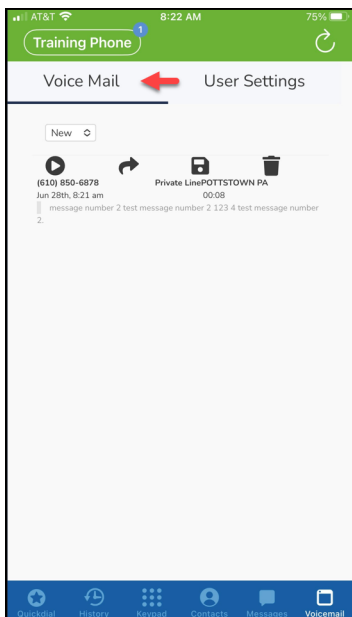 AT&T 8:22 AM 75%
Training Phone 1
Voice Mail User Settings
New
(610) 850-6878 Private LinePOTTSTOWN PA
Jun 28th, 8:21 am 00:08
message number 2 test message number 2 123 4 test message number
2.
Quickdial History Keypad Contacts Messages Voicemail